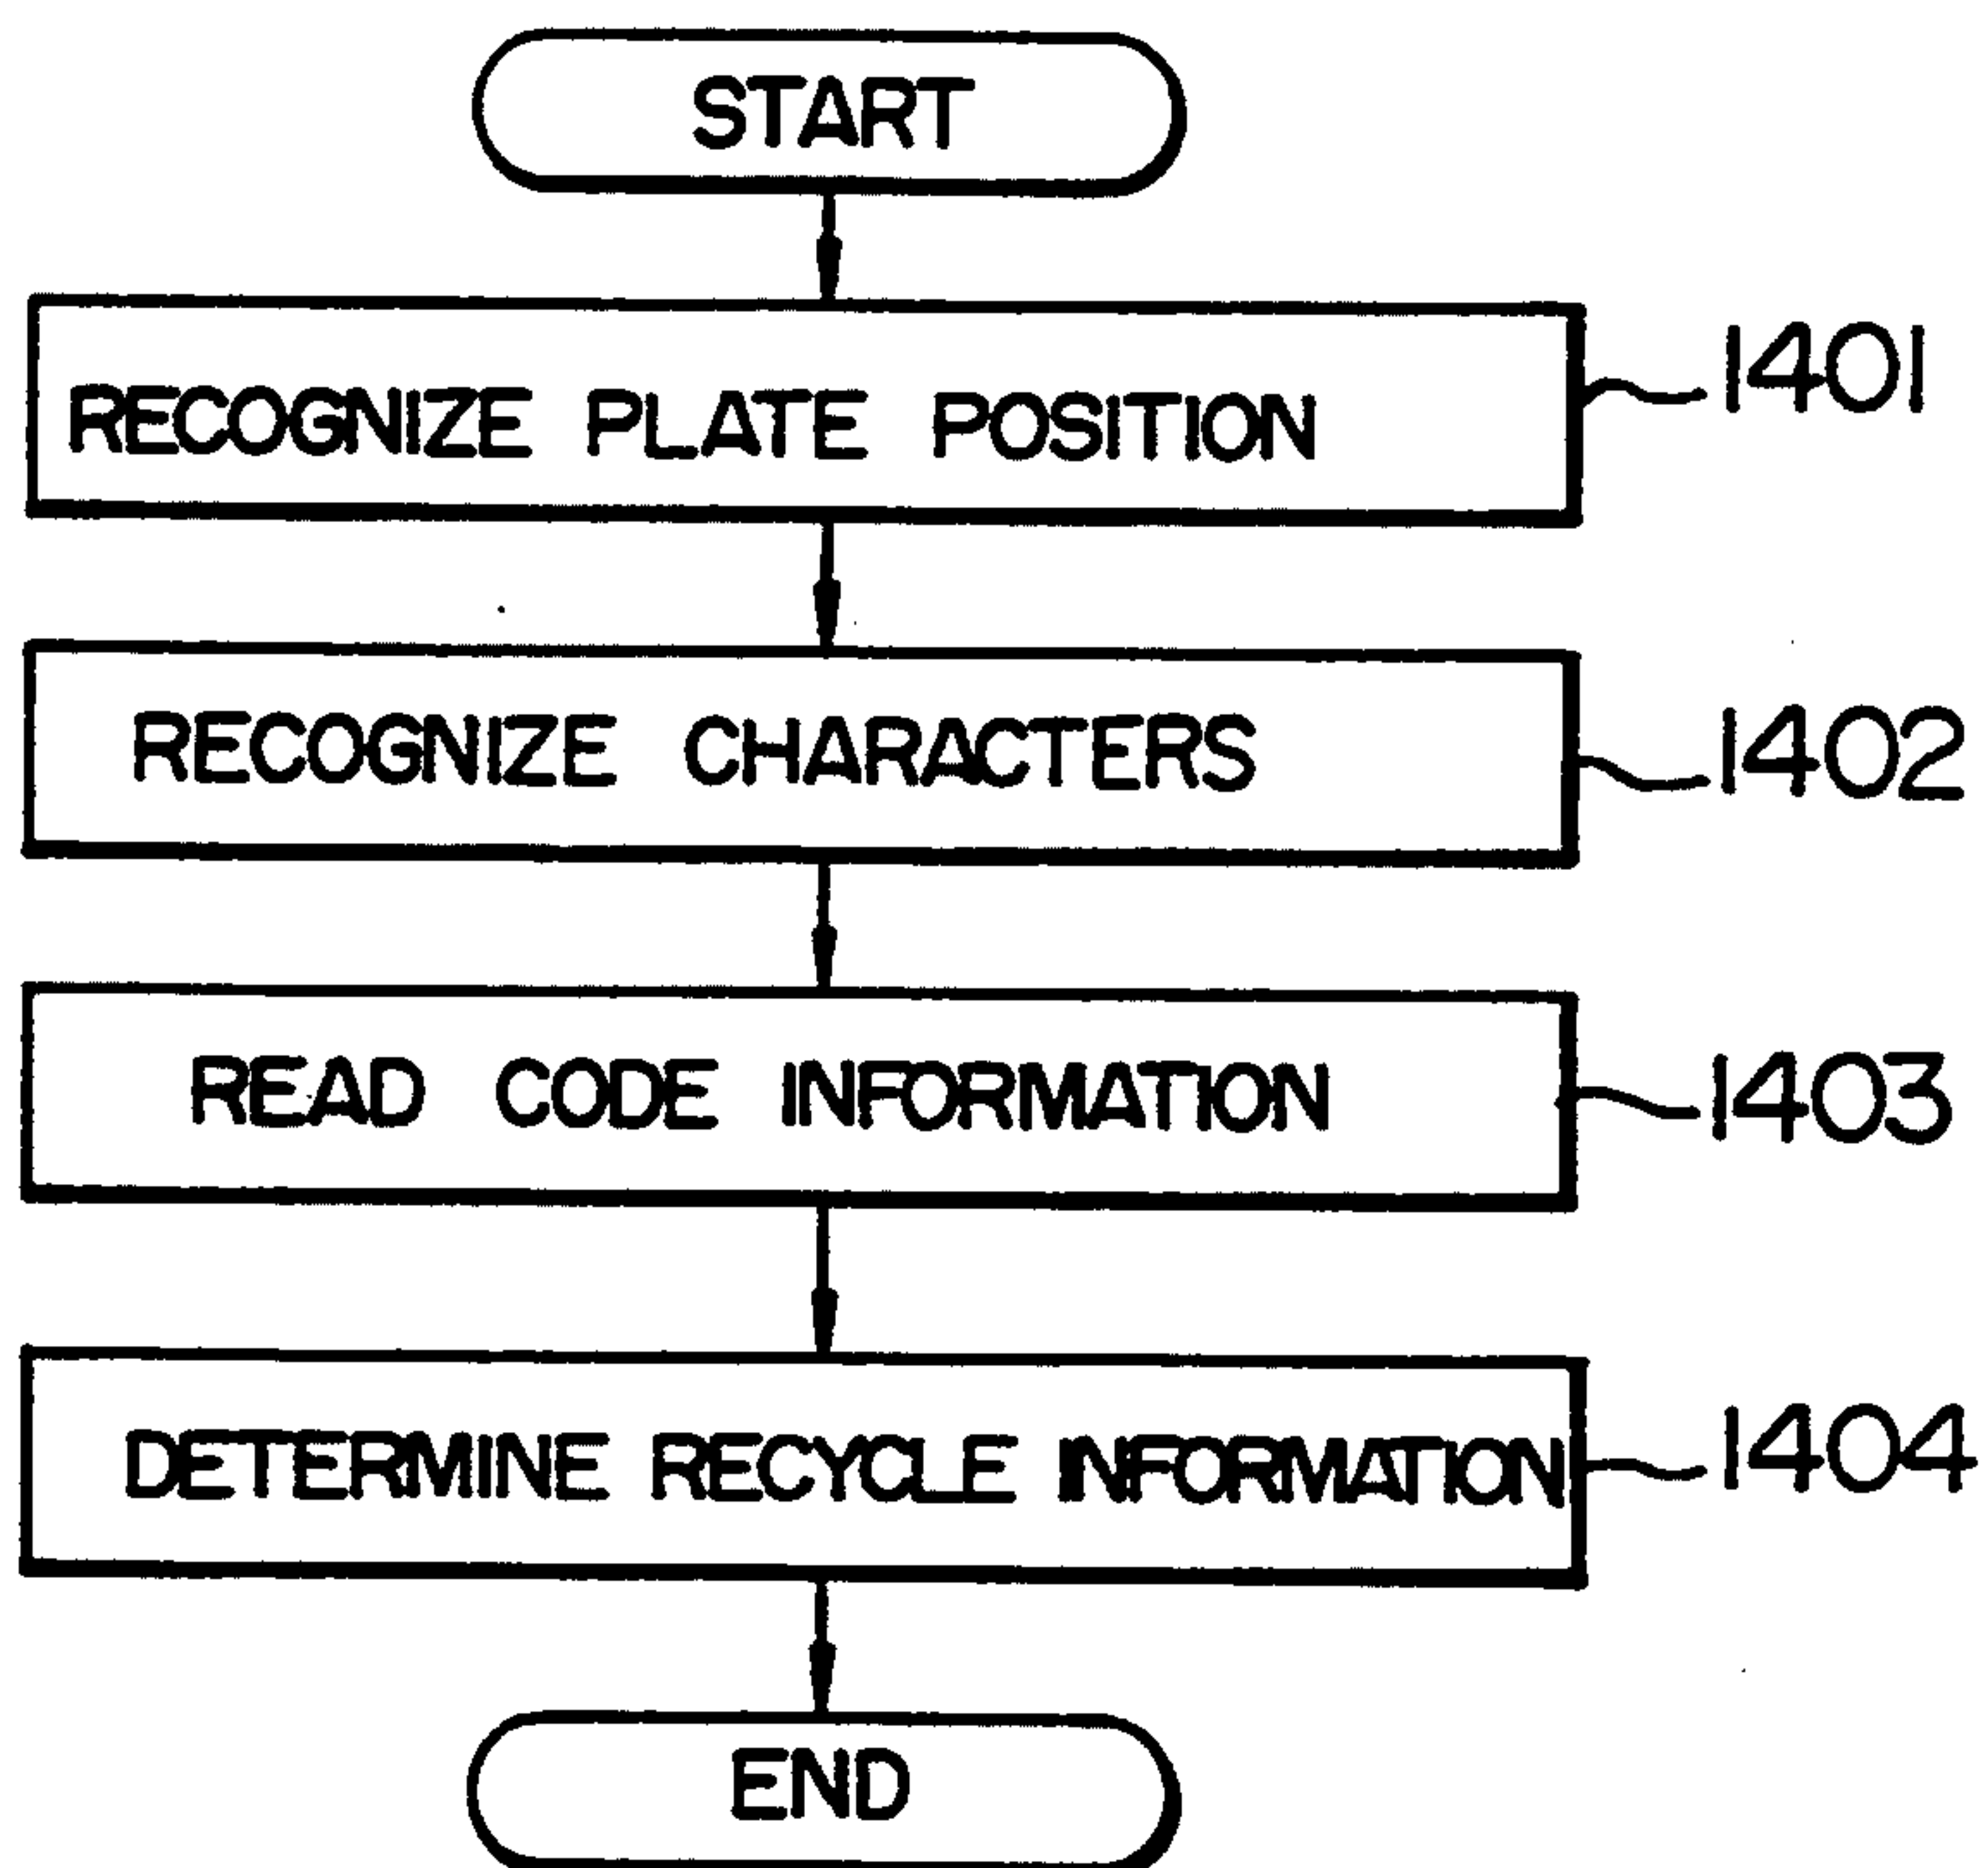 START
RECOGNIZE PLATE POSITION
1401
RECOGNIZE CHARACTERS
1402
READ CODE INFORMATION
1403
DETERMINE RECYCLE INFORMATION
1404
END